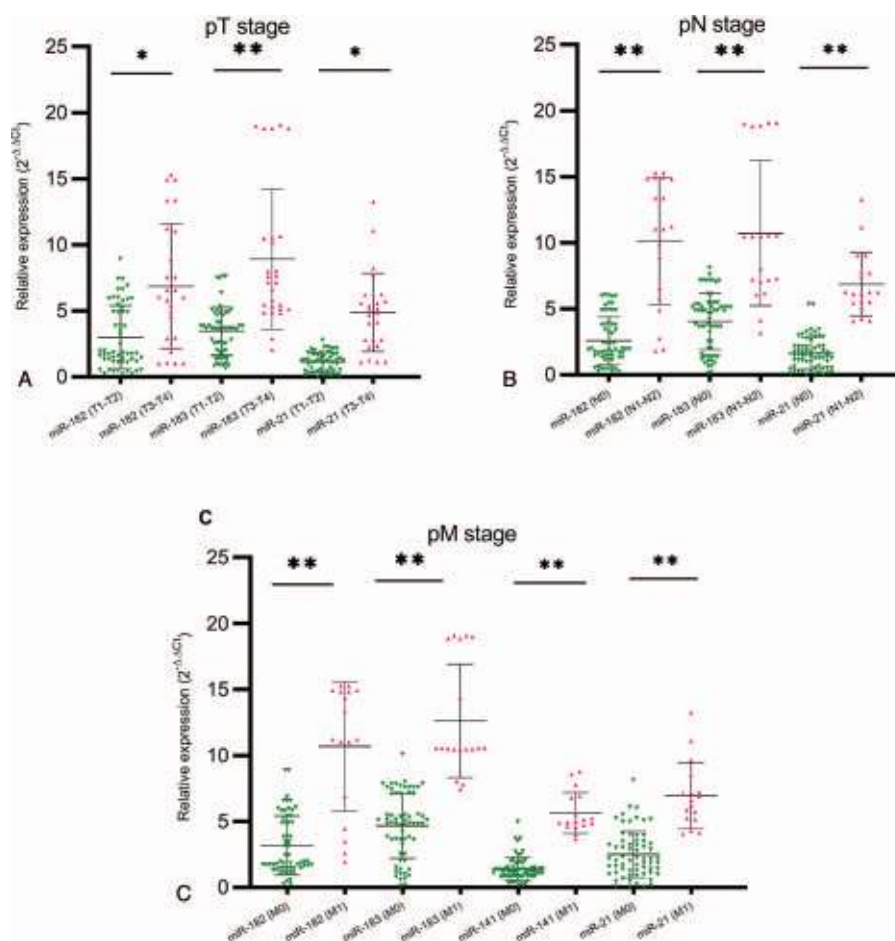 pT stage
* ** *
Relative expression (2^-Δ.ΔCt)
25
20
15
10
5
0
A
miR-182 (T1-T2)
miR-182 (T3-T4)
miR-183 (T1-T2)
miR-183 (T3-T4)
miR-21 (T1-T2)
miR-21 (T3-T4)
pN stage
** ** **
Relative expression (2^-Δ.ΔCt)
25
20
15
10
5
0
B
miR-182 (N0)
miR-182 (N1-N2)
miR-183 (N0)
miR-183 (N1-N2)
miR-21 (N0)
miR-21 (N1-N2)
C
pM stage
** ** ** **
Relative expression (2^-Δ.ΔCt)
25
20
15
10
5
0
C
miR-182 (M0)
miR-182 (M1)
miR-183 (M0)
miR-183 (M1)
miR-141 (M0)
miR-141 (M1)
miR-21 (M0)
miR-21 (M1)